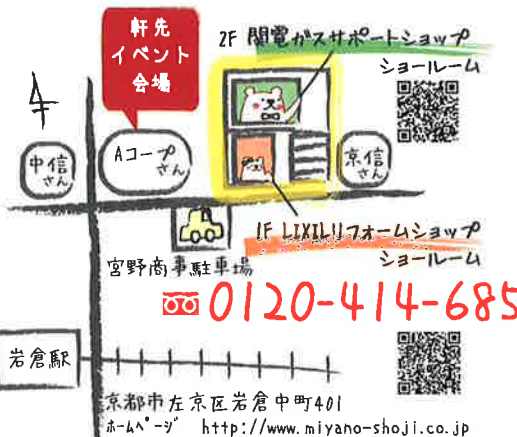 軒先
イベント
会場
2F 関電ガスサポートショップ
ショールーム
中信
さん
Aコープ
さん
京信
さん
1F LIXILリフォームショップ
ショールーム
宮野商事駐車場
0120-414-685
岩倉駅
京都市左京区岩倉中町401
ホームページ http://www.miyano-shoji.co.jp